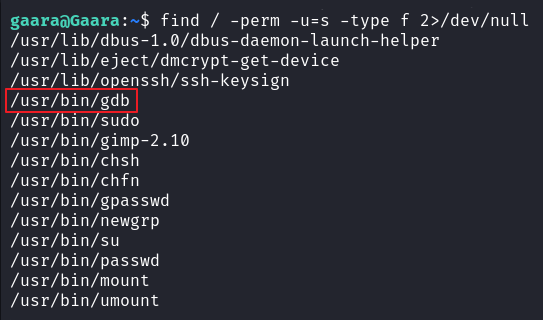 gaara@Gaara:~$ find / -perm -u=s -type f 2>/dev/null
/usr/lib/dbus-1.0/dbus-daemon-launch-helper
/usr/lib/eject/dmcrypt-get-device
/usr/lib/openssh/ssh-keysign
/usr/bin/gdb
/usr/bin/sudo
/usr/bin/gimp-2.10
/usr/bin/chsh
/usr/bin/chfn
/usr/bin/gpasswd
/usr/bin/newgrp
/usr/bin/su
/usr/bin/passwd
/usr/bin/mount
/usr/bin/umount